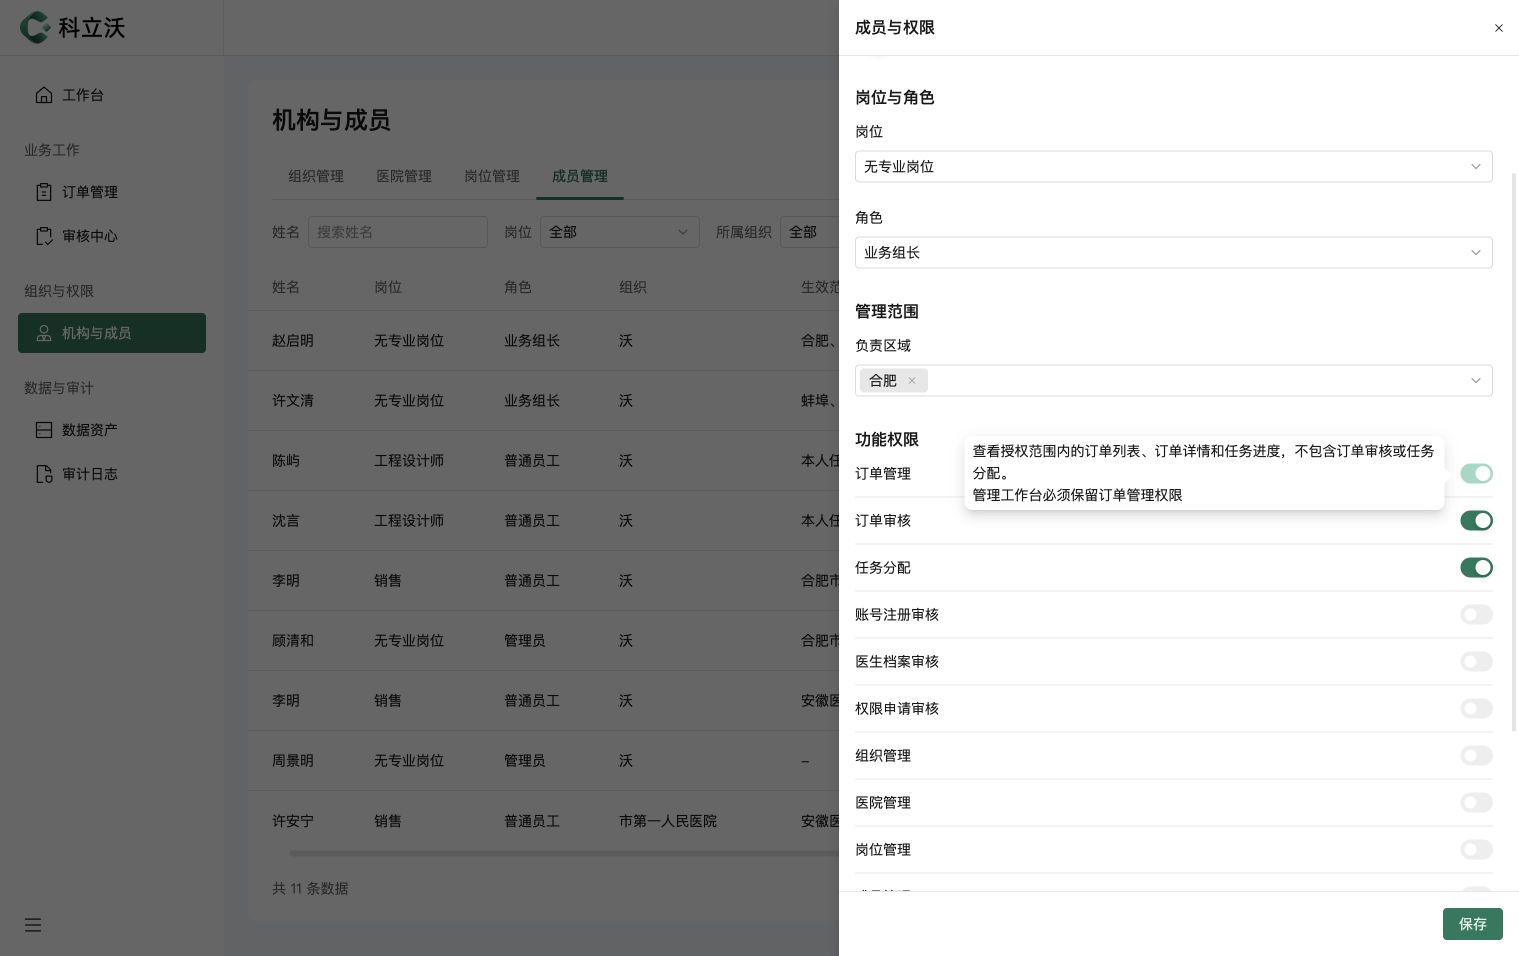 科立沃
工作台
业务工作
订单管理
审核中心
组织与权限
机构与成员
数据与审计
数据资产
审计日志
机构与成员
组织管理 医院管理 岗位管理 成员管理
姓名 搜索姓名 岗位 全部 所属组织 全部
姓名 岗位 角色 组织 生效范
赵启明 无专业岗位 业务组长 沃 合肥、
许文清 无专业岗位 业务组长 沃 蚌埠、
陈屿 工程设计师 普通员工 沃 本人任
沈言 工程设计师 普通员工 沃 本人任
李明 销售 普通员工 沃 合肥市
顾清和 无专业岗位 管理员 沃 合肥市
李明 销售 普通员工 沃 安徽医
周景明 无专业岗位 管理员 沃 –
许安宁 销售 普通员工 市第一人民医院 安徽医
共 11 条数据
成员与权限
岗位与角色
岗位
无专业岗位
角色
业务组长
管理范围
负责区域
合肥
功能权限
查看授权范围内的订单列表、订单详情和任务进度，不包含订单审核或任务
分配。
管理工作台必须保留订单管理权限
订单管理
订单审核
任务分配
账号注册审核
医生档案审核
权限申请审核
组织管理
医院管理
岗位管理
保存